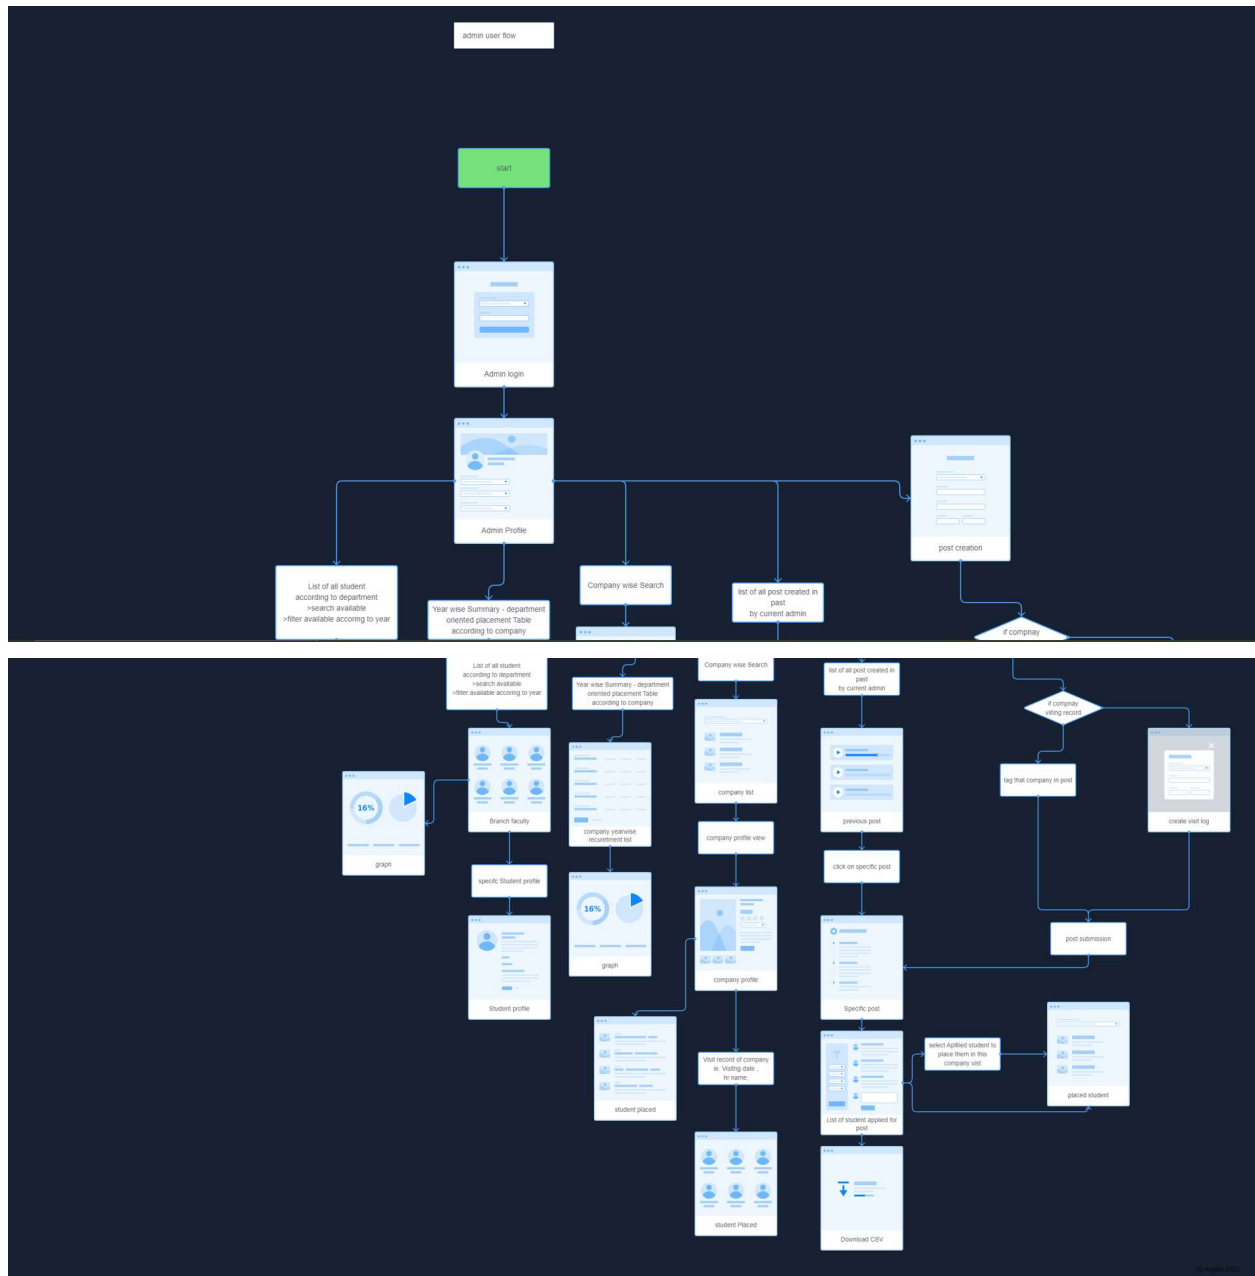 admin user flow
start
Admin login
Admin Profile
post creation
List of all student
according to department
>search available
>filter available accoring to year
Year wise Summary - department
oriented placement Table
according to company
Company wise Search
list of all post created in
past
by current admin
if compnay
List of all student
according to department
>search available
>filter available accoring to year
Year wise Summary - department
oriented placement Table
according to company
Company wise Search
list of all post created in
past
by current admin
if compnay
viiting record
16%
graph
Branch faculty
company yearwise
recuretment list
company list
previous post
tag that company in post
create visit log
company profile view
click on specific post
specifc Student profile
16%
graph
Student profile
company profile
Specific post
post submission
student placed
Visit record of company
ie. Visitng date ,
hr name,
select Apllied student to
place them in this
company vist
placed student
List of student applied for
post
student Placed
Download CSV